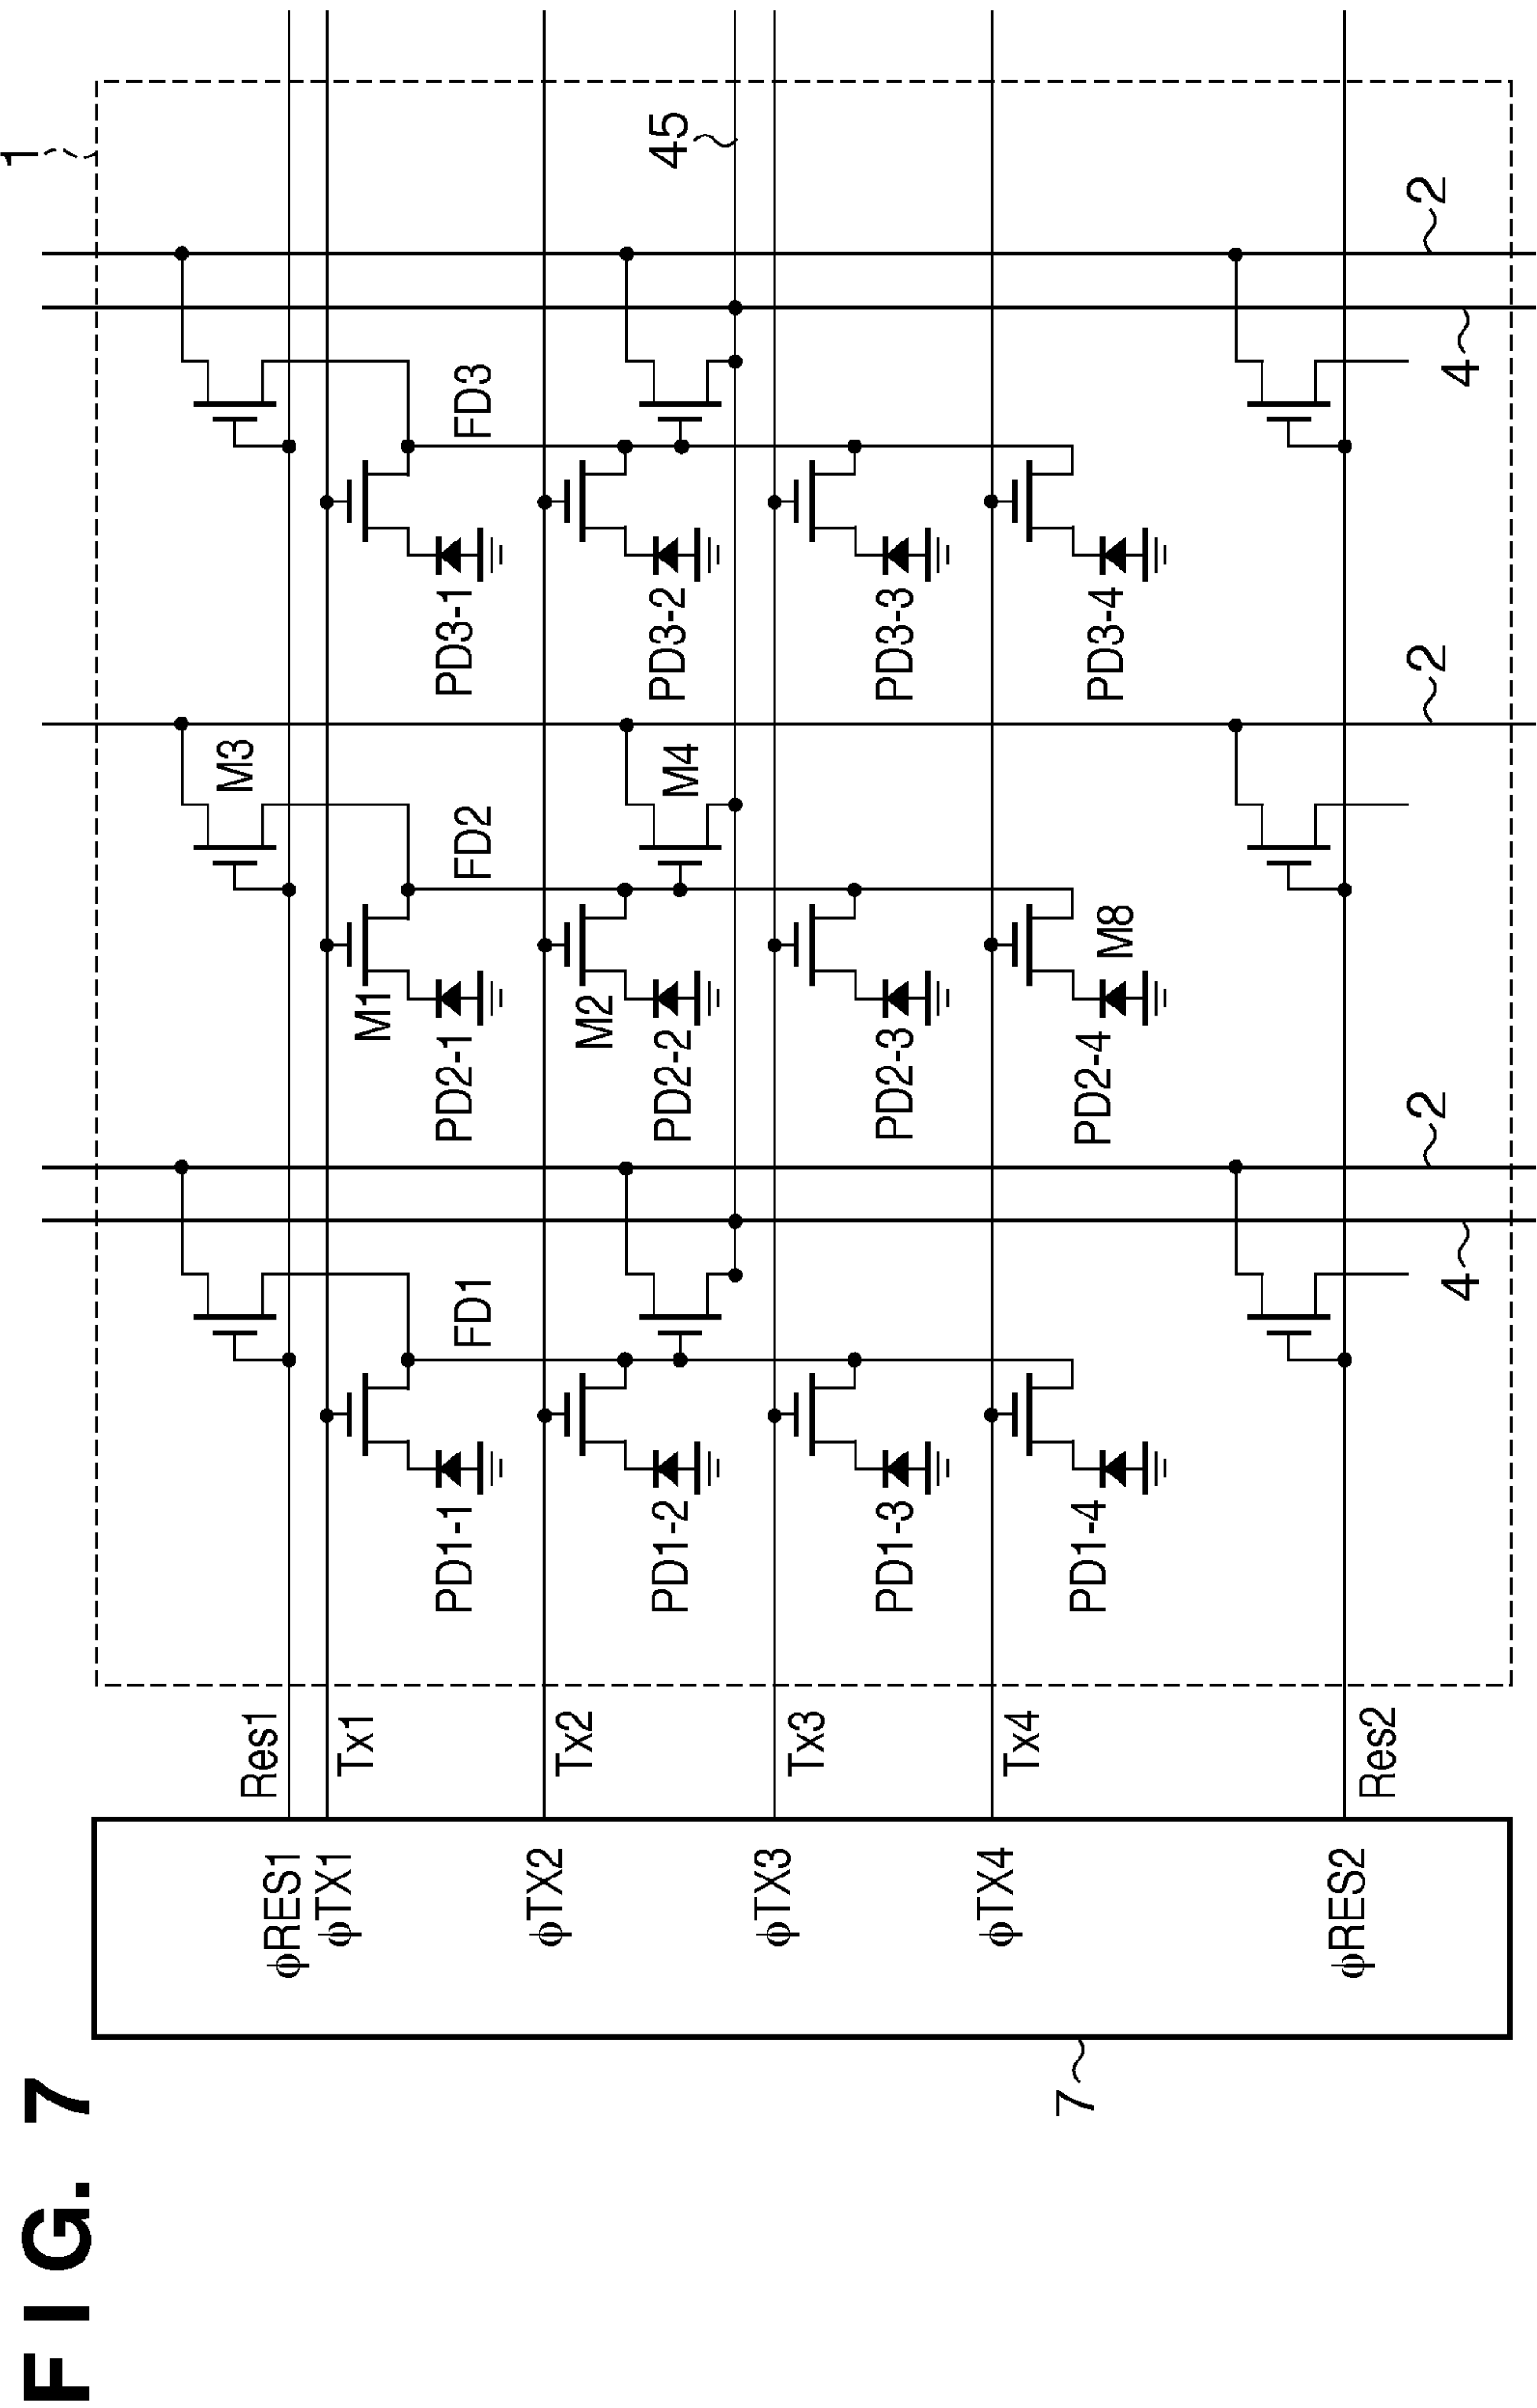 FIG. 7
1
M3
Res1
φRES1
φTX1
Tx1
M1
PD1-1 PD2-1 PD3-1
FD1 FD2 FD3
φTX2
Tx2
M2
PD1-2 PD2-2 PD3-2
M4
45
φTX3
Tx3
PD1-3 PD2-3 PD3-3
φTX4
Tx4
7
PD1-4 PD2-4 PD3-4
M8
φRES2
Res2
2 2 2
4 4